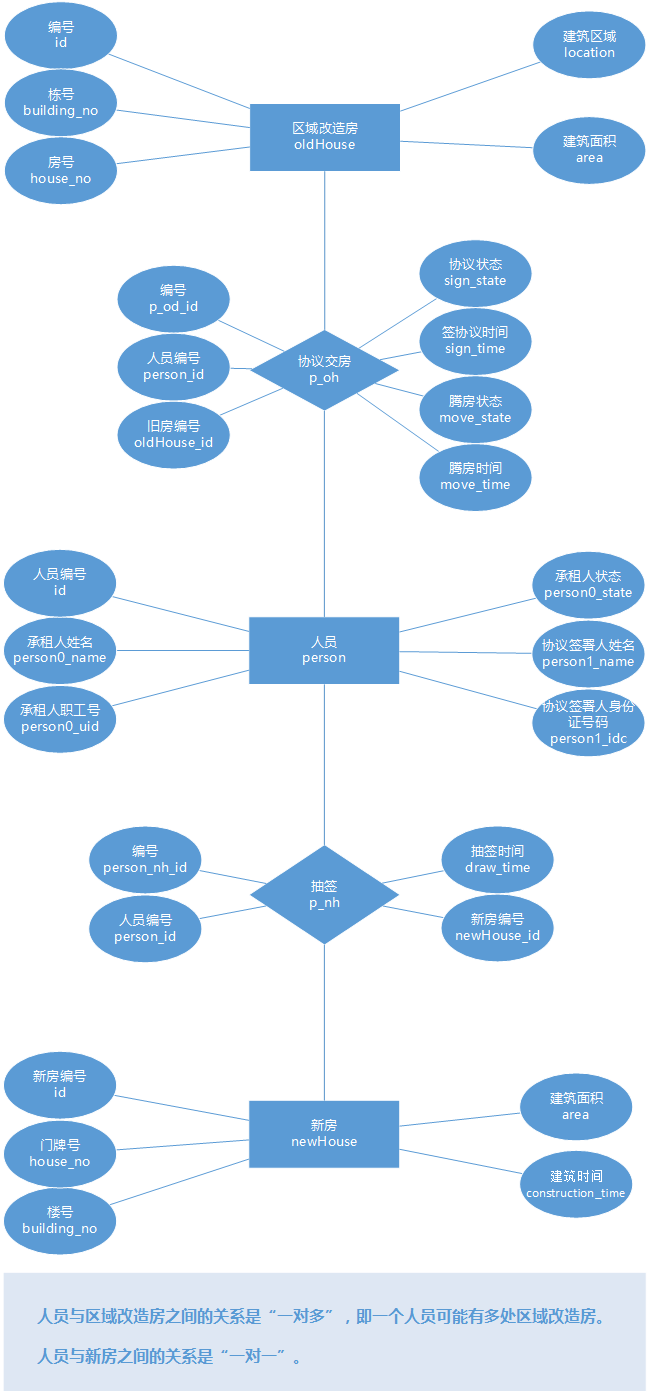 编号
id
栋号
building_no
房号
house_no
区域改造房
oldHouse
建筑区域
location
建筑面积
area
编号
p_od_id
人员编号
person_id
旧房编号
oldHouse_id
协议交房
p_oh
协议状态
sign_state
签协议时间
sign_time
腾房状态
move_state
腾房时间
move_time
人员编号
id
承租人姓名
person0_name
承租人职工号
person0_uid
人员
person
承租人状态
person0_state
协议签署人姓名
person1_name
协议签署人身份
证号码
person1_idc
编号
person_nh_id
人员编号
person_id
抽签
p_nh
抽签时间
draw_time
新房编号
newHouse_id
新房编号
id
门牌号
house_no
楼号
building_no
新房
newHouse
建筑面积
area
建筑时间
construction_time
人员与区域改造房之间的关系是“一对多”，即一个人员可能有多处区域改造房。
人员与新房之间的关系是“一对一”。